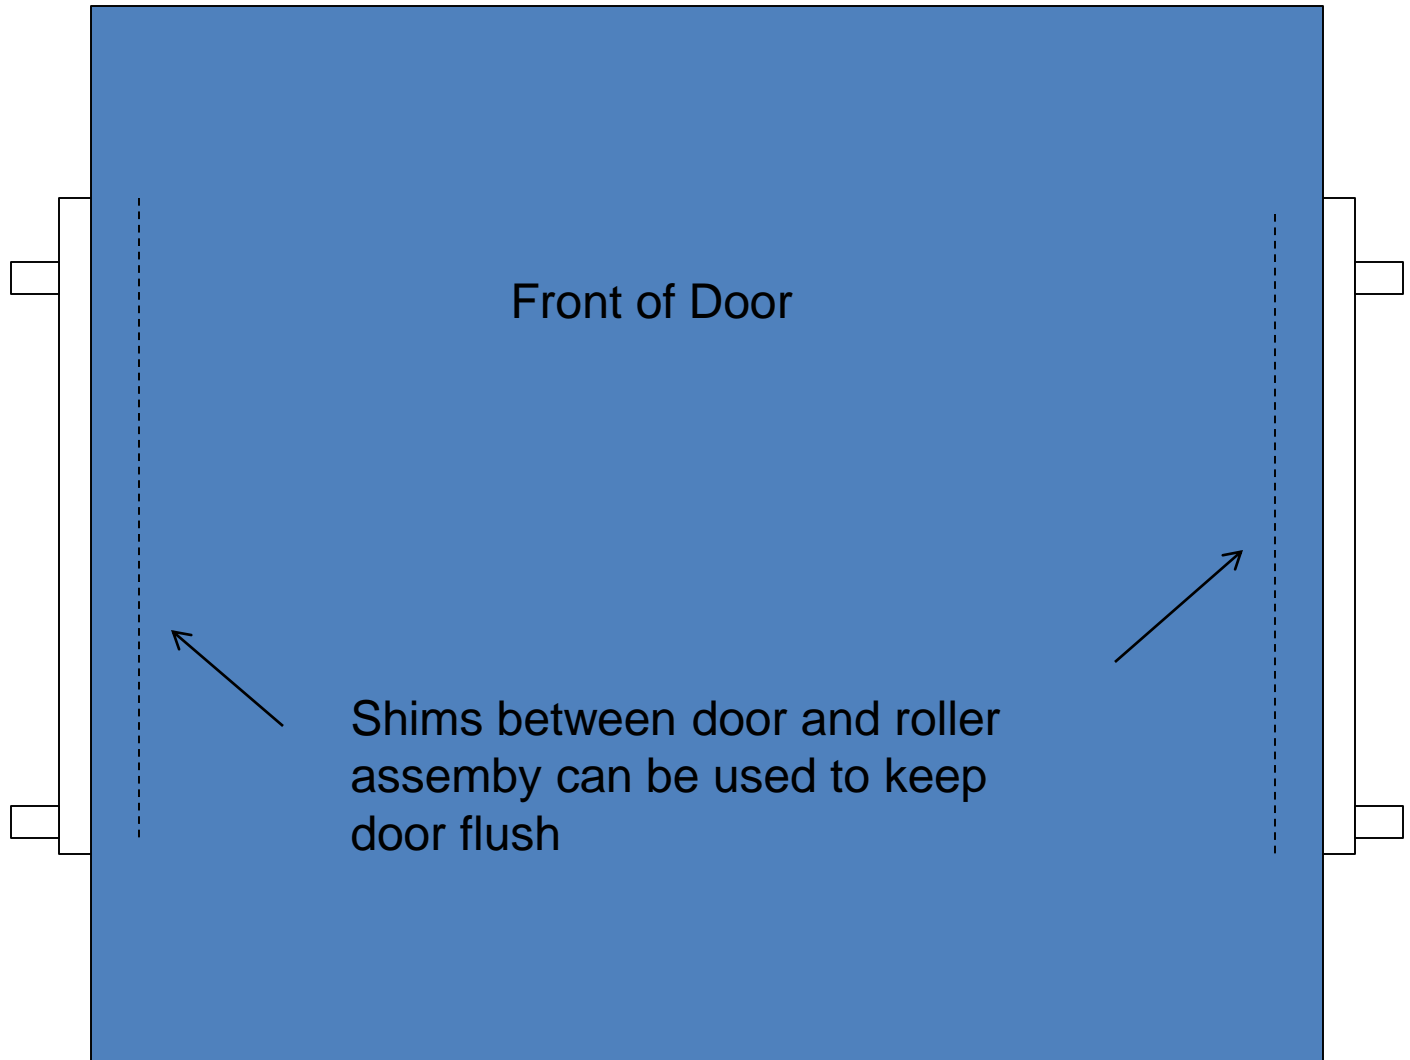 Front of Door
Shims between door and roller
assemby can be used to keep
door flush